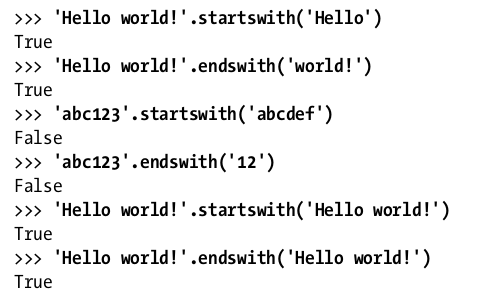 >>> 'Hello world!'.startswith('Hello')
True
>>> 'Hello world!'.endswith('world!')
True
>>> 'abc123'.startswith('abcdef')
False
>>> 'abc123'.endswith('12')
False
>>> 'Hello world!'.startswith('Hello world!')
True
>>> 'Hello world!'.endswith('Hello world!')
True